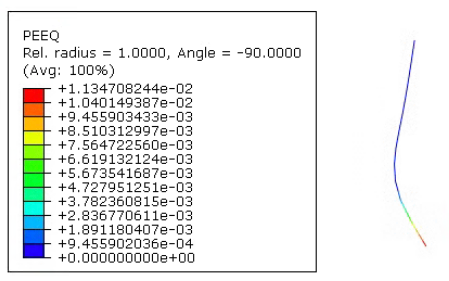 PEEQ
Rel. radius = 1.0000, Angle = -90.0000
(Avg: 100%)
+1.134708244e-02
+1.040149387e-02
+9.455903433e-03
+8.510312997e-03
+7.564722560e-03
+6.619132124e-03
+5.673541687e-03
+4.727951251e-03
+3.782360815e-03
+2.836770611e-03
+1.891180407e-03
+9.455902036e-04
+0.000000000e+00